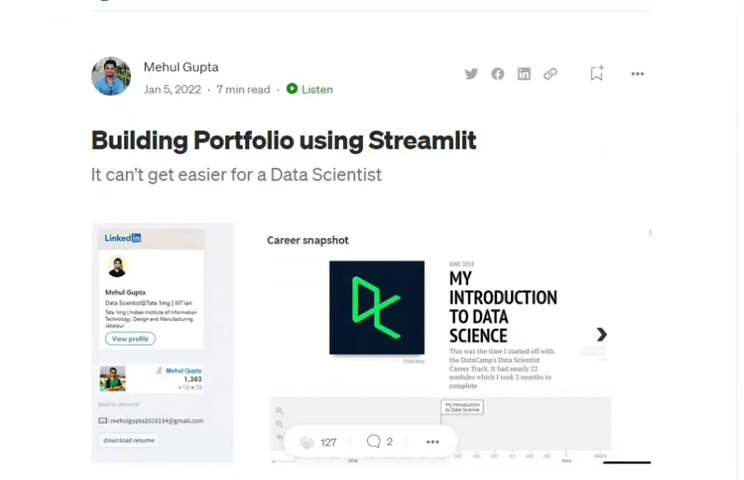 Mehul Gupta
Jan 5, 2022 · 7 min read · Listen
Building Portfolio using Streamlit
It can't get easier for a Data Scientist
Linkedin
Mehul Gupta
Data Scientist@Tata 1mg | IIIT'ian
Tata 1mg | Indian Institute of Information
Technology, Design and Manufacturing,
Jabalpur
View profile
Mehul Gupta
1,363
Wish to connect?
: mehulgupta2016154@gmail.com
download resume
Career snapshot
Datacamp
JUNE 2018
MY
INTRODUCTION
TO DATA
SCIENCE
This was the time I started off with
the DataCamp's Data Scientist
Career Track. It had nearly 22
modules which I took 2 months to
complete
My Introduction
to Data Science
127
2
2018